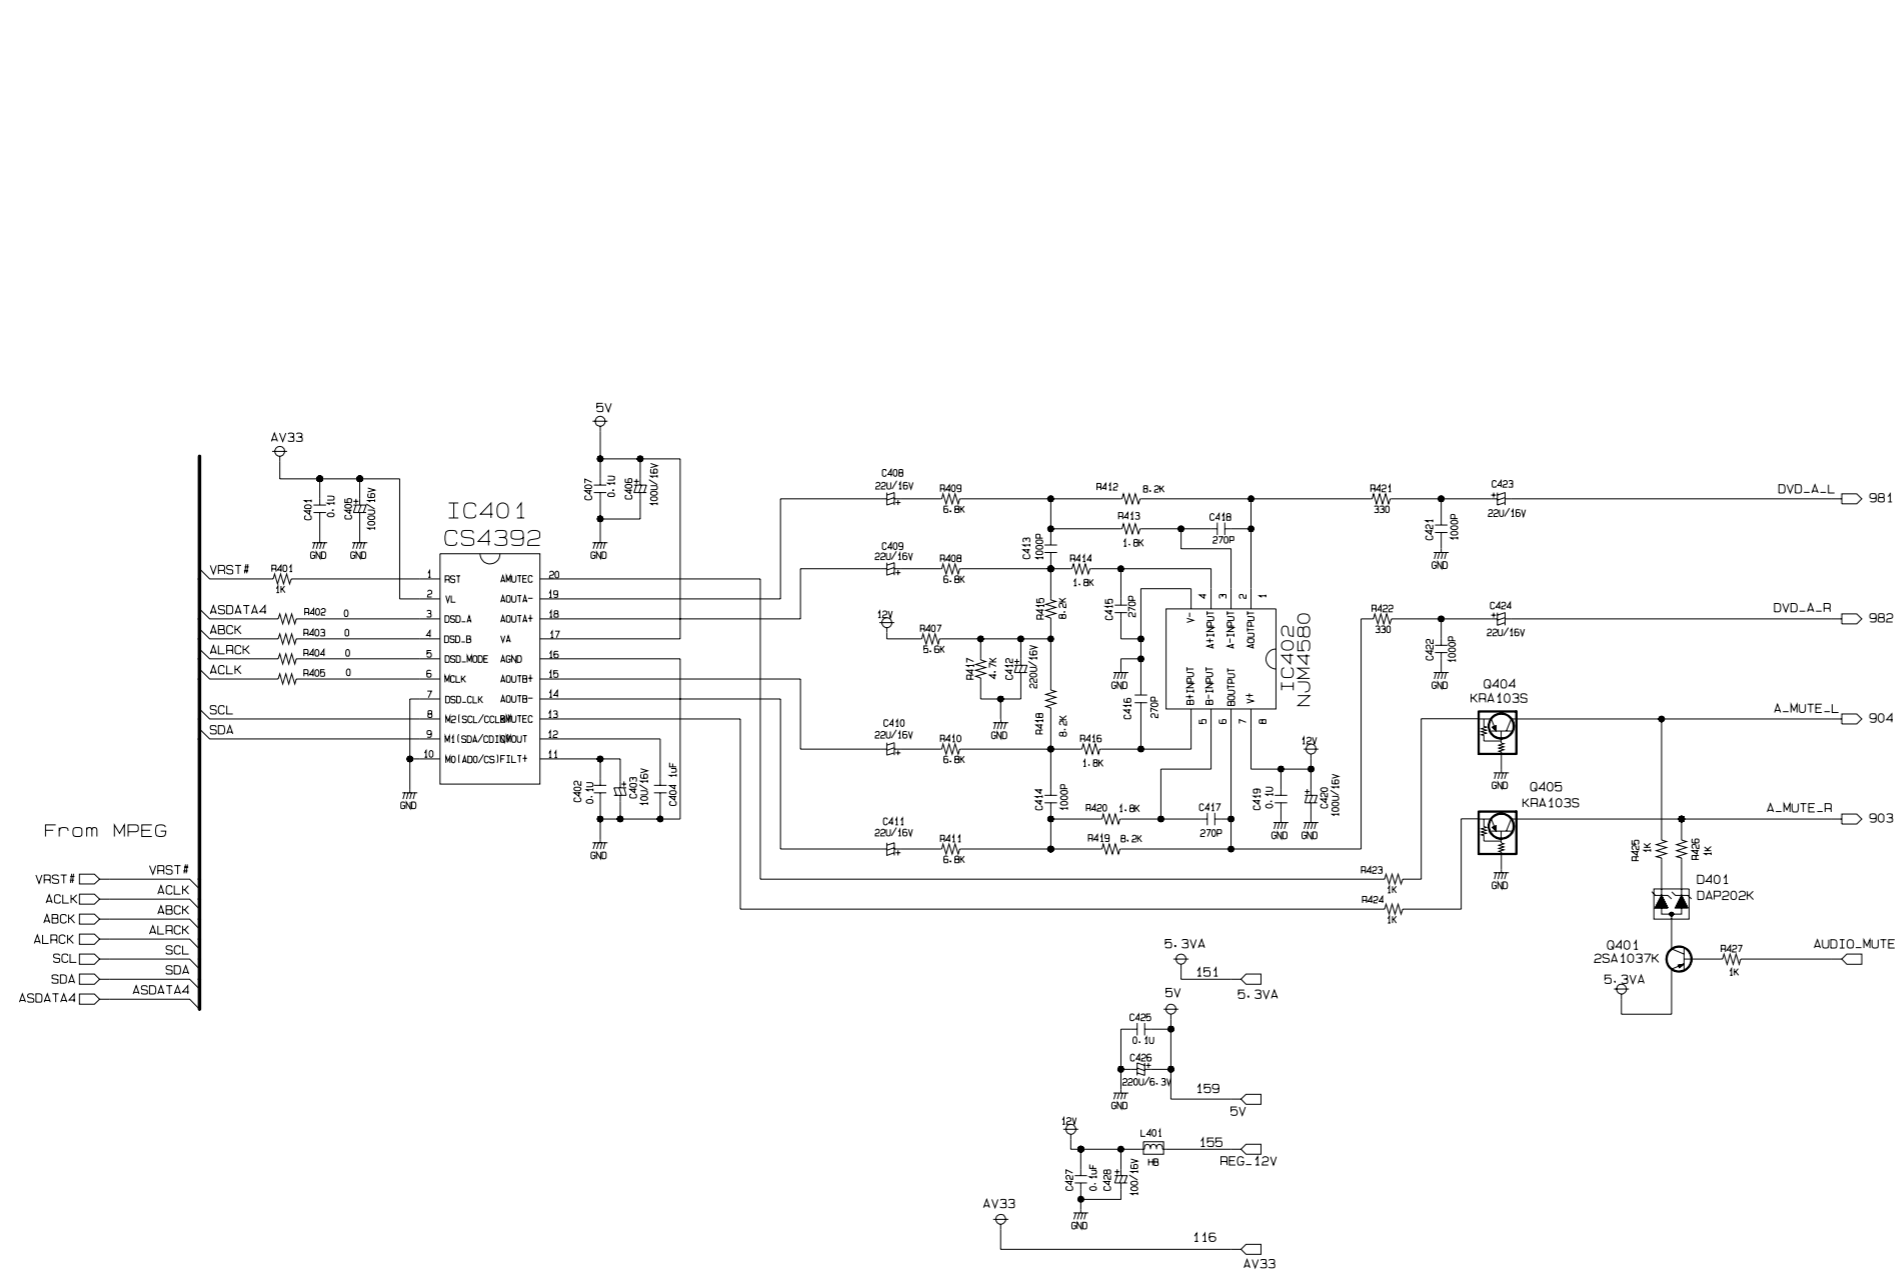 5V
AV33
C401
0.1U
C405
100U/16V
GND
GND
C407
0.1U
C406
100U/16V
GND
IC401
CS4392
VRST#
R401
1K
ASDATA4
R402
0
ABCK
R403
0
ALRCK
R404
0
ACLK
R405
0
SCL
SDA
1
RST
AMUTEC
20
2
VL
AOUTA-
19
3
DSD_A
AOUTA+
18
4
DSD_B
VA
17
5
DSD_MODE
AGND
16
6
MCLK
AOUTB+
15
7
DSD_CLK
AOUTB-
14
8
M2(SCL/CCLK)
BMUTEC
13
9
M1(SDA/CDIN)
CMOUT
12
10
M0(AD0/CS)
FILT+
11
GND
C402
0.1U
C403
10U/16V
C404 1uF
GND
C408
22U/16V
R409
6.8K
C409
22U/16V
R408
6.8K
12V
R407
5.6K
R417
4.7K
C412
220U/16V
GND
C410
22U/16V
R410
6.8K
C411
22U/16V
R411
6.8K
R412
8.2K
R413
1.8K
C418
270P
C413
1000P
R414
1.8K
R415
8.2K
C415
270P
GND
C416
270P
R418
8.2K
R416
1.8K
C414
1000P
R420
1.8K
C417
270P
R419
8.2K
4
3
2
1
V-
A+INPUT
A-INPUT
AOUTPUT
B+INPUT
B-INPUT
BOUTPUT
V+
5
6
7
8
IC402
NJM4580
12V
C419
0.1U
C420
100U/16V
GND
GND
R421
330
C421
1000P
GND
C423
22U/16V
DVD_A_L
981
R422
330
C422
1000P
GND
C424
22U/16V
DVD_A_R
982
Q404
KRA103S
GND
A_MUTE_L
904
Q405
KRA103S
GND
A_MUTE_R
903
R423
1K
R424
1K
R425
1K
R426
1K
D401
DAP202K
Q401
2SA1037K
5.3VA
R427
1K
AUDIO_MUTE
From MPEG
VRST#
VRST#
ACLK
ACLK
ABCK
ABCK
ALRCK
ALRCK
SCL
SCL
SDA
SDA
ASDATA4
ASDATA4
5.3VA
151
5.3VA
5V
C425
0.1U
C426
220U/6.3V
GND
159
5V
12V
L401
HB
155
REG_12V
C427
0.1uF
C428
100/16V
GND
AV33
116
AV33